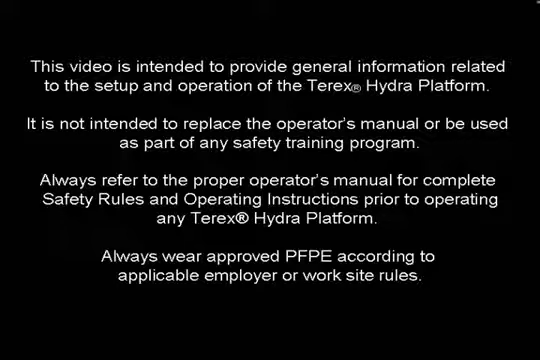 This video is intended to provide general information related
to the setup and operation of the Terex® Hydra Platform.
It is not intended to replace the operator's manual or be used
as part of any safety training program.
Always refer to the proper operator's manual for complete
Safety Rules and Operating Instructions prior to operating
any Terex® Hydra Platform.
Always wear approved PFPE according to
applicable employer or work site rules.